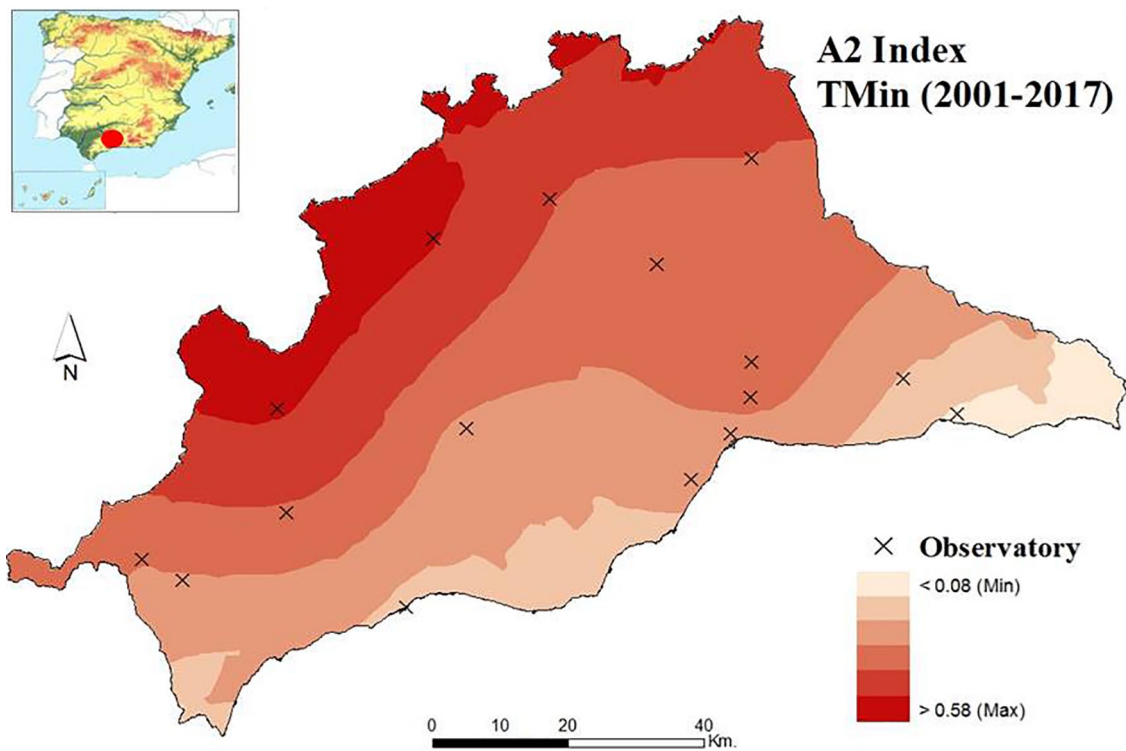 A2 Index
TMin (2001-2017)
N
Observatory
< 0.08 (Min)
> 0.58 (Max)
0 10 20 40
Km.